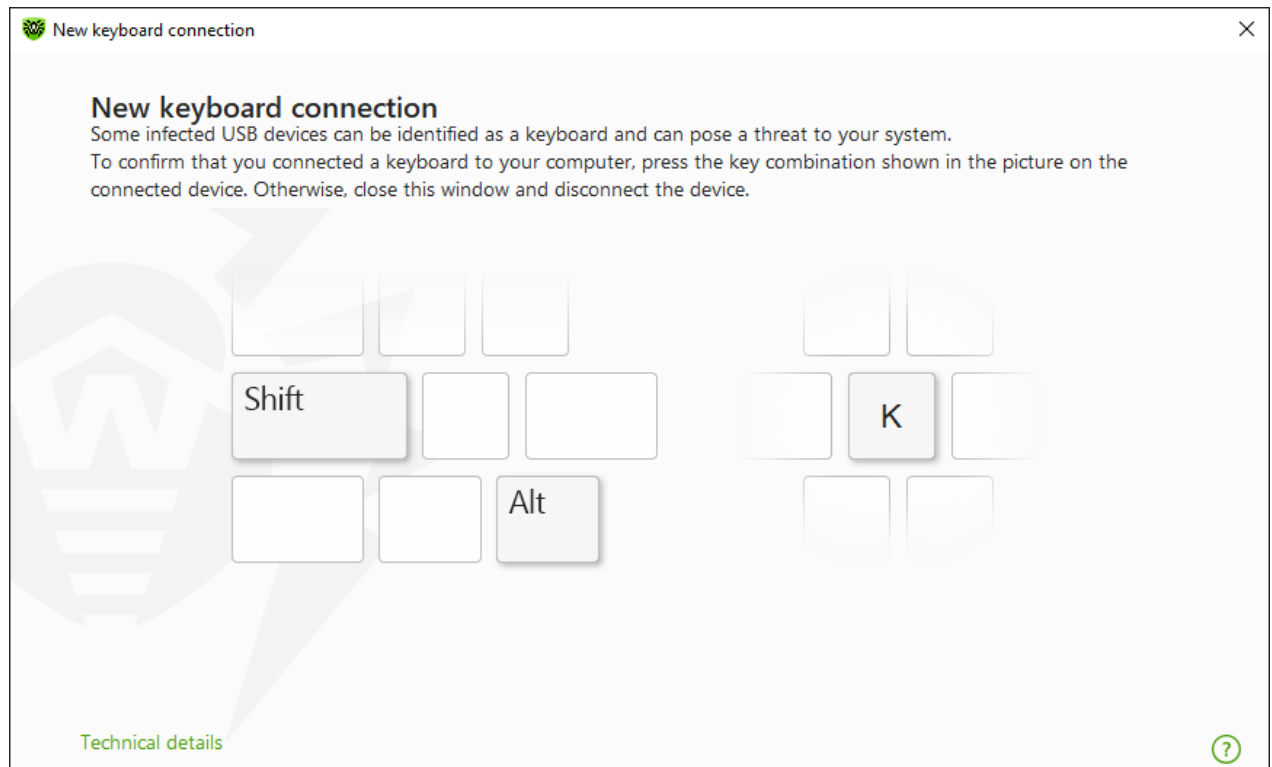 New keyboard connection
New keyboard connection
Some infected USB devices can be identified as a keyboard and can pose a threat to your system.
To confirm that you connected a keyboard to your computer, press the key combination shown in the picture on the
connected device. Otherwise, close this window and disconnect the device.
Shift
K
Alt
Technical details
?